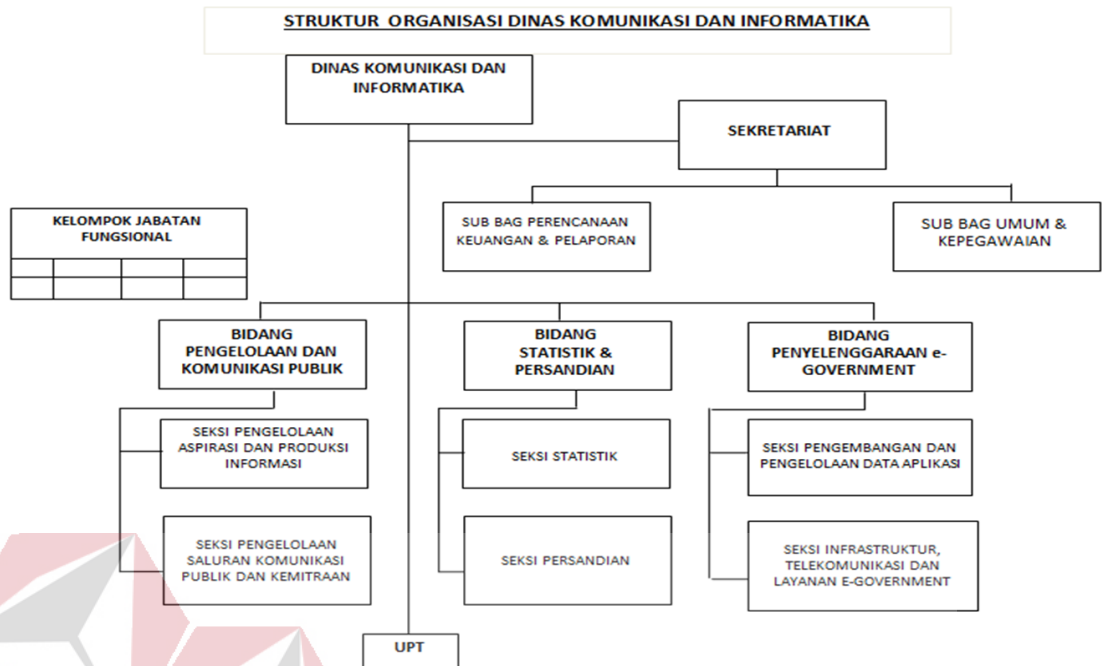 STRUKTUR ORGANISASI DINAS KOMUNIKASI DAN INFORMATIKA
DINAS KOMUNIKASI DAN
INFORMATIKA
SEKRETARIAT
KELOMPOK JABATAN
FUNGSIONAL
SUB BAG PERENCANAAN
KEUANGAN & PELAPORAN
SUB BAG UMUM &
KEPEGAWAIAN
BIDANG
PENGELOLAAN DAN
KOMUNIKASI PUBLIK
BIDANG
STATISTIK &
PERSANDIAN
BIDANG
PENYELENGGARAAN e-
GOVERNMENT
SEKSI PENGELOLAAN
ASPIRASI DAN PRODUKSI
INFORMASI
SEKSI STATISTIK
SEKSI PENGEMBANGAN DAN
PENGELOLAAN DATA APLIKASI
SEKSI PENGELOLAAN
SALURAN KOMUNIKASI
PUBLIK DAN KEMITRAAN
SEKSI PERSANDIAN
SEKSI INFRASTRUKTUR,
TELEKOMUNIKASI DAN
LAYANAN E-GOVERNMENT
UPT